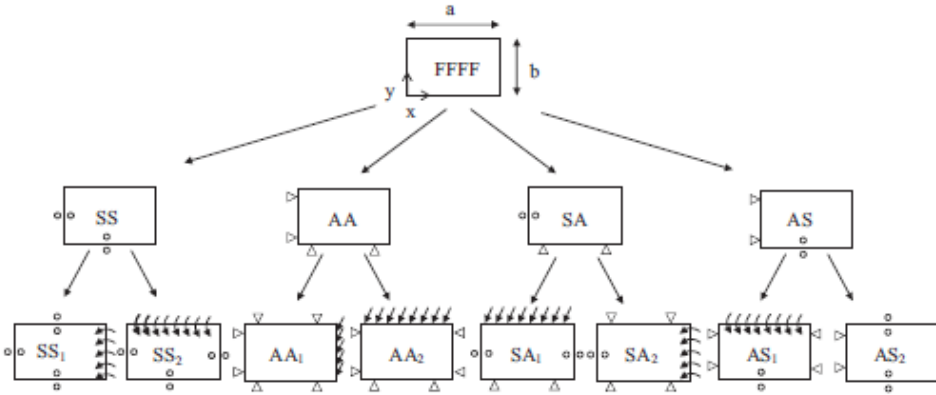 a
FFFF
b
y
x
SS
AA
SA
AS
SS₁
SS₂
AA₁
AA₂
SA₁
SA₂
AS₁
AS₂